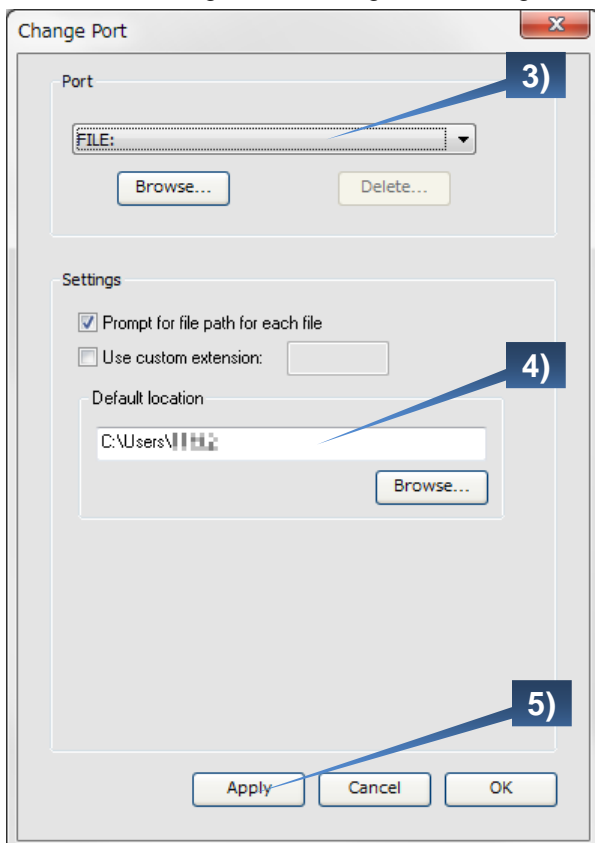 Change Port
3)
Port
FILE:
Browse... Delete...
Settings
Prompt for file path for each file
Use custom extension:
4)
Default location
C:\Users\
Browse...
5)
Apply Cancel OK